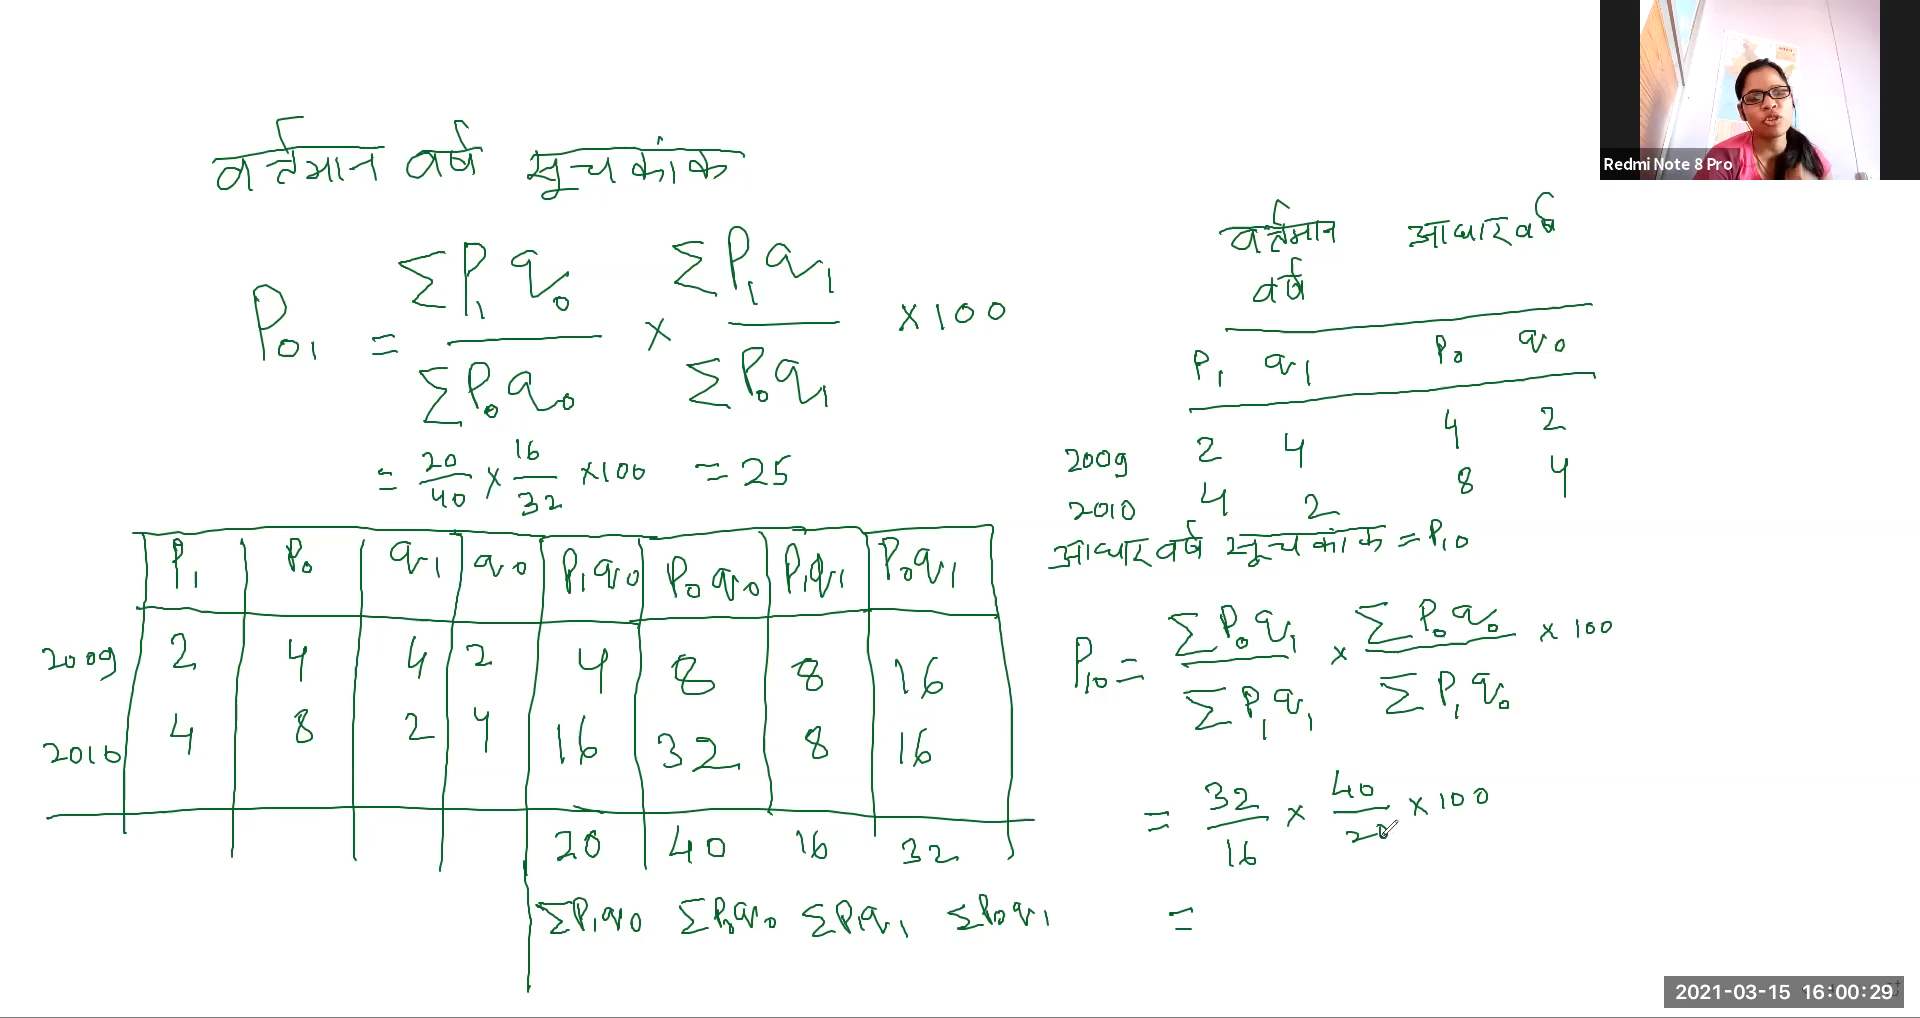 Redmi Note 8 Pro
वर्तमान वर्ष सूचकांक
P₀₁ = ΣP₁q₀ / ΣP₀q₀ × ΣP₁q₁ / ΣP₀q₁ × 100
= 20/40 × 16/32 × 100 = 25
P₁ P₀ q₁ q₀ P₁q₀ P₀q₀ P₁q₁ P₀q₁
2009 2 4 4 2 4 8 8 16
2010 4 8 2 4 16 32 8 16
20 40 16 32
ΣP₁q₀ ΣP₀q₀ ΣP₁q₁ ΣP₀q₁
वर्तमान आधार वर्ष
वर्ष
P₁ q₁ P₀ q₀
2009 2 4 4 2
2010 4 2 8 4
आधार वर्ष सूचकांक = P₁₀
P₁₀ = ΣP₀q₁ / ΣP₁q₁ × ΣP₀q₀ / ΣP₁q₀ × 100
= 32/16 × 40/20 × 100
=
2021-03-15 16:00:29